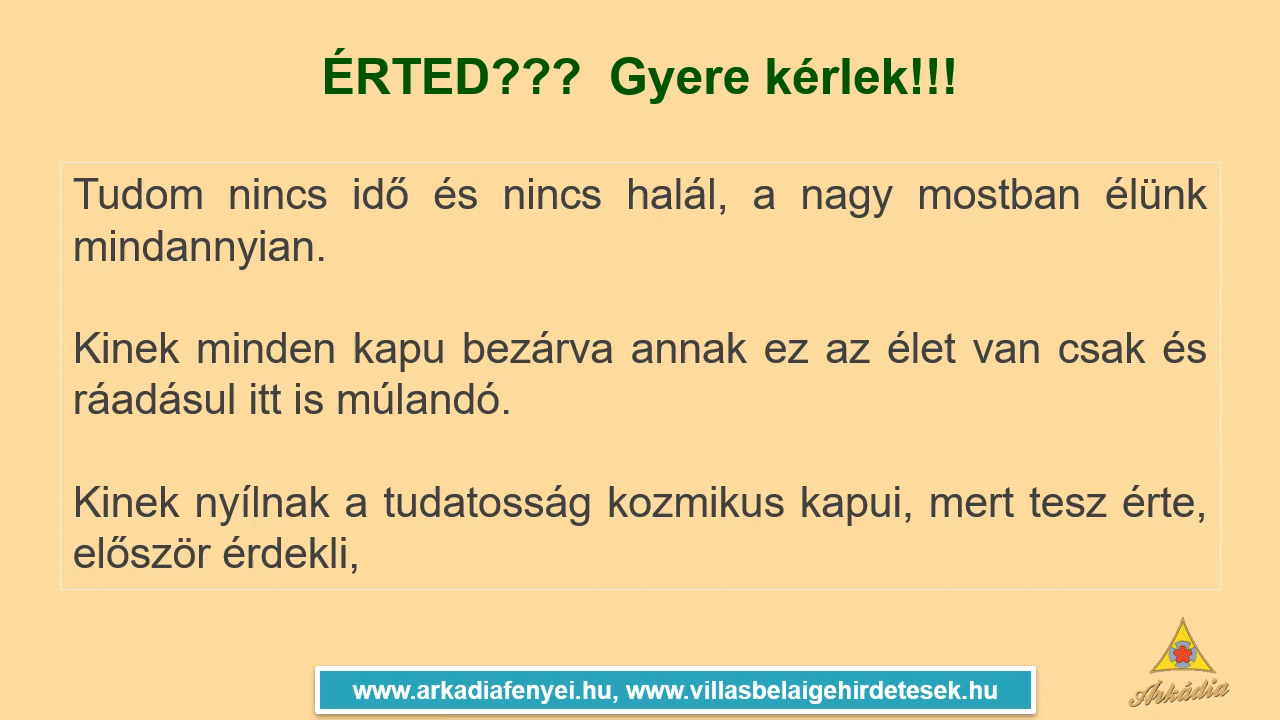 ÉRTED???  Gyere kérlek!!!
Tudom nincs idő és nincs halál, a nagy mostban élünk
mindannyian.
Kinek minden kapu bezárva annak ez az élet van csak és
ráadásul itt is múlandó.
Kinek nyílnak a tudatosság kozmikus kapui, mert tesz érte,
először érdekli,
www.arkadiafenyei.hu, www.villasbelaigehirdetesek.hu
Árkádia